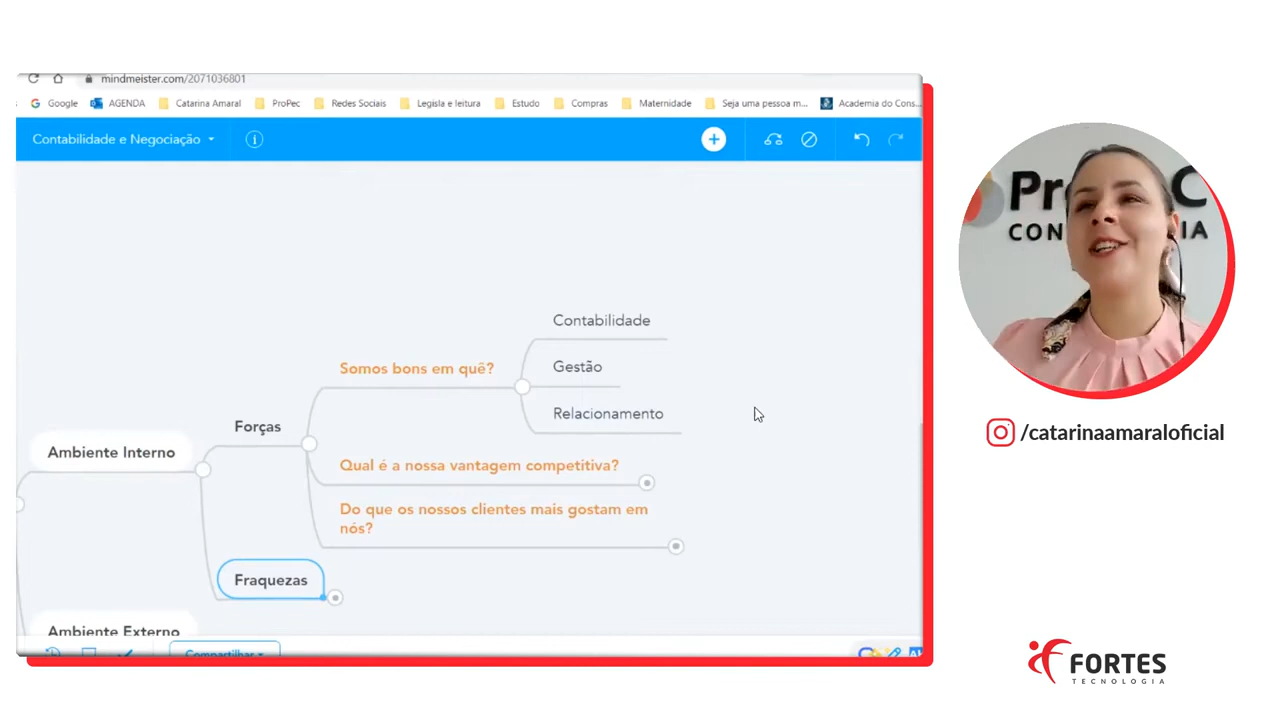 mindmeister.com/2071036801
Google AGENDA Catarina Amaral ProPec Redes Sociais Legisla e leitura Estudo Compras Maternidade Seja uma pessoa m... Academia do Cons...
Contabilidade e Negociação
Contabilidade
Somos bons em quê?
Gestão
Relacionamento
Forças
Ambiente Interno
Qual é a nossa vantagem competitiva?
Do que os nossos clientes mais gostam em
nós?
Fraquezas
Ambiente Externo
Compartilhar
/catarinaamaraloficial
FORTES
TECNOLOGIA